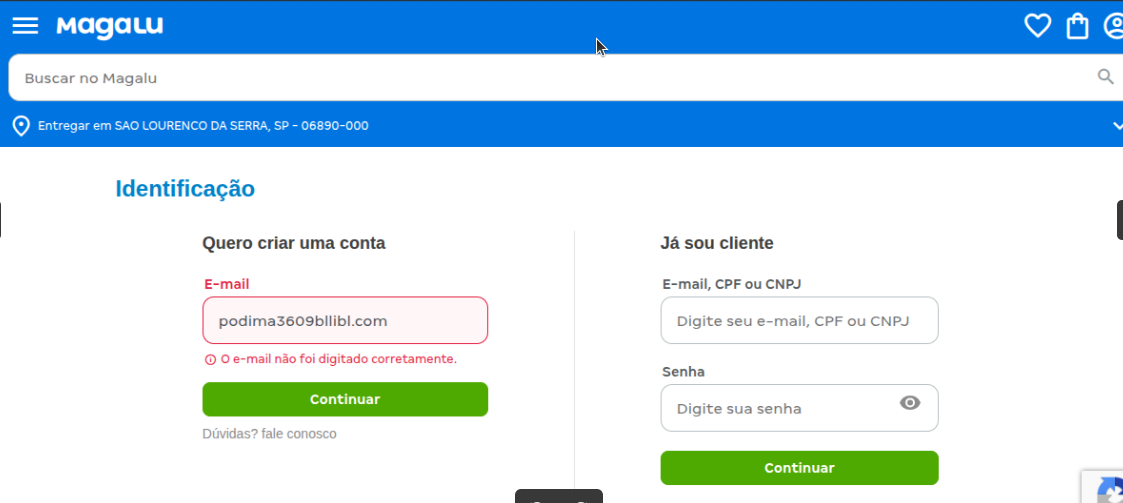 Magalu
Buscar no Magalu
Entregar em SAO LOURENCO DA SERRA, SP - 06890-000
Identificação
Quero criar uma conta
E-mail
podima3609bllibl.com
O e-mail não foi digitado corretamente.
Continuar
Dúvidas? fale conosco
Já sou cliente
E-mail, CPF ou CNPJ
Digite seu e-mail, CPF ou CNPJ
Senha
Digite sua senha
Continuar